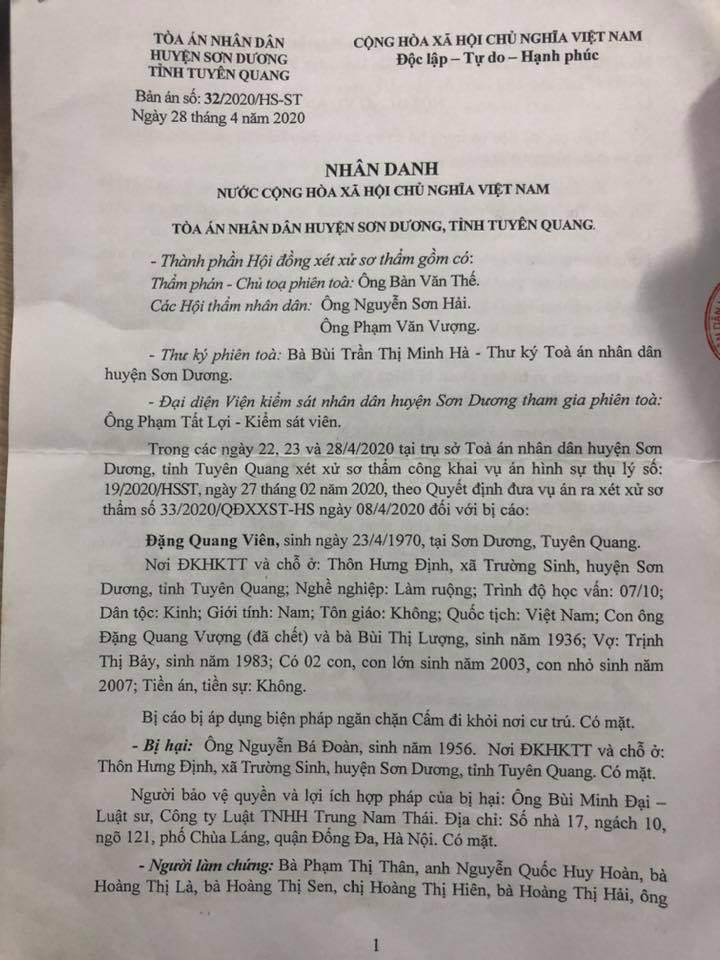 TÒA ÁN NHÂN DÂN
HUYỆN SƠN DƯƠNG
TỈNH TUYÊN QUANG
Bản án số: 32/2020/HS-ST
Ngày 28 tháng 4 năm 2020
CỘNG HÒA XÃ HỘI CHỦ NGHĨA VIỆT NAM
Độc lập – Tự do – Hạnh phúc
NHÂN DANH
NƯỚC CỘNG HÒA XÃ HỘI CHỦ NGHĨA VIỆT NAM
TÒA ÁN NHÂN DÂN HUYỆN SƠN DƯƠNG, TỈNH TUYÊN QUANG.
- Thành phần Hội đồng xét xử sơ thẩm gồm có:
Thẩm phán - Chủ toạ phiên toà: Ông Bàn Văn Thế.
Các Hội thẩm nhân dân: Ông Nguyễn Sơn Hải.
Ông Phạm Văn Vượng.
- Thư ký phiên toà: Bà Bùi Trần Thị Minh Hà - Thư ký Toà án nhân dân
huyện Sơn Dương.
- Đại diện Viện kiểm sát nhân dân huyện Sơn Dương tham gia phiên toà:
Ông Phạm Tất Lợi - Kiểm sát viên.
Trong các ngày 22, 23 và 28/4/2020 tại trụ sở Toà án nhân dân huyện Sơn
Dương, tỉnh Tuyên Quang xét xử sơ thẩm công khai vụ án hình sự thụ lý số:
19/2020/HSST, ngày 27 tháng 02 năm 2020, theo Quyết định đưa vụ án ra xét xử sơ
thẩm số 33/2020/QĐXXST-HS ngày 08/4/2020 đối với bị cáo:
Đặng Quang Viên, sinh ngày 23/4/1970, tại Sơn Dương, Tuyên Quang.
Nơi ĐKHKTT và chỗ ở: Thôn Hưng Định, xã Trường Sinh, huyện Sơn
Dương, tỉnh Tuyên Quang; Nghề nghiệp: Làm ruộng; Trình độ học vấn: 07/10;
Dân tộc: Kinh; Giới tính: Nam; Tôn giáo: Không; Quốc tịch: Việt Nam; Con ông
Đặng Quang Vượng (đã chết) và bà Bùi Thị Lượng, sinh năm 1936; Vợ: Trịnh
Thị Bảy, sinh năm 1983; Có 02 con, con lớn sinh năm 2003, con nhỏ sinh năm
2007; Tiền án, tiền sự: Không.
Bị cáo bị áp dụng biện pháp ngăn chặn Cấm đi khỏi nơi cư trú. Có mặt.
- Bị hại: Ông Nguyễn Bá Đoàn, sinh năm 1956. Nơi ĐKHKTT và chỗ ở:
Thôn Hưng Định, xã Trường Sinh, huyện Sơn Dương, tỉnh Tuyên Quang. Có mặt.
Người bảo vệ quyền và lợi ích hợp pháp của bị hại: Ông Bùi Minh Đại –
Luật sư, Công ty Luật TNHH Trung Nam Thái. Địa chỉ: Số nhà 17, ngách 10,
ngõ 121, phố Chùa Láng, quận Đống Đa, Hà Nội. Có mặt.
- Người làm chứng: Bà Phạm Thị Thân, anh Nguyễn Quốc Huy Hoàn, bà
Hoàng Thị Là, bà Hoàng Thị Sen, chị Hoàng Thị Hiên, bà Hoàng Thị Hải, ông
1